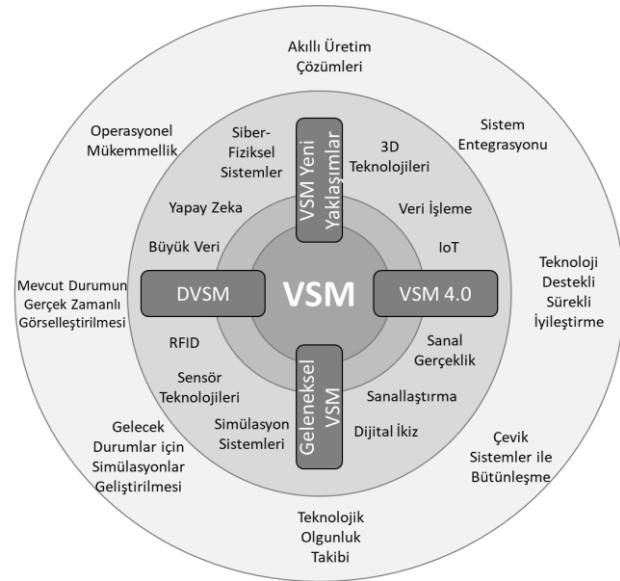 Akıllı Üretim
Çözümleri
Operasyonel
Mükemmellik
Siber-
Fiziksel
Sistemler
VSM Yeni
Yaklaşımlar
3D
Teknolojileri
Sistem
Entegrasyonu
Yapay Zeka
Veri İşleme
Büyük Veri
IoT
Mevcut Durumun
Gerçek Zamanlı
Görselleştirilmesi
DVSM
VSM
VSM 4.0
Teknoloji
Destekli
Sürekli
İyileştirme
RFID
Sanal
Gerçeklik
Sensör
Teknolojileri
Geleneksel
VSM
Sanallaştırma
Simülasyon
Sistemleri
Dijital İkiz
Gelecek
Durumlar için
Simülasyonlar
Geliştirilmesi
Çevik
Sistemler ile
Bütünleşme
Teknolojik
Olgunluk
Takibi